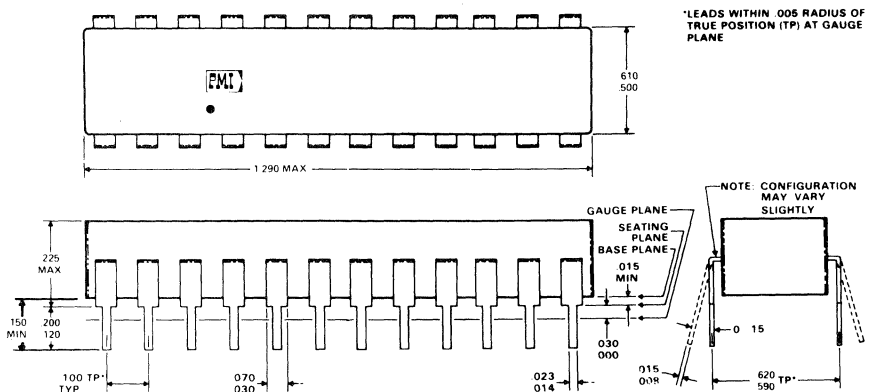 *LEADS WITHIN .005 RADIUS OF
TRUE POSITION (TP) AT GAUGE
PLANE
PMI
610
.500
1 290 MAX
NOTE: CONFIGURATION
MAY VARY
SLIGHTLY
GAUGE PLANE
SEATING
PLANE
BASE PLANE
.015
MIN
225
MAX
150
MIN
200
120
0 15
030
000
100 TP*
TYP
070
030
.023
014
015
008
620
590
TP*